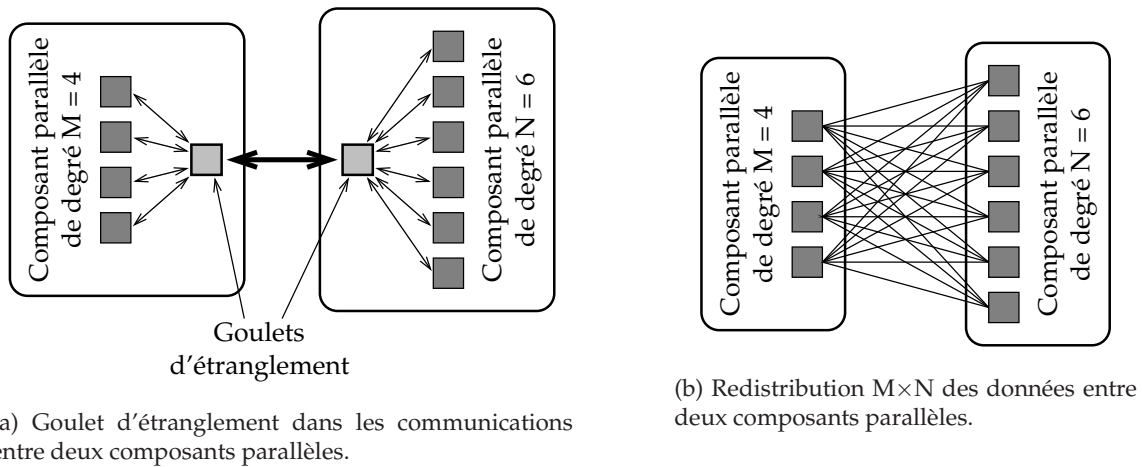 Composant parallèle
de degré M = 4
Composant parallèle
de degré N = 6
Goulets
d'étranglement
a) Goulet d'étranglement dans les communications
entre deux composants parallèles.
Composant parallèle
de degré M = 4
Composant parallèle
de degré N = 6
(b) Redistribution M×N des données entre
deux composants parallèles.